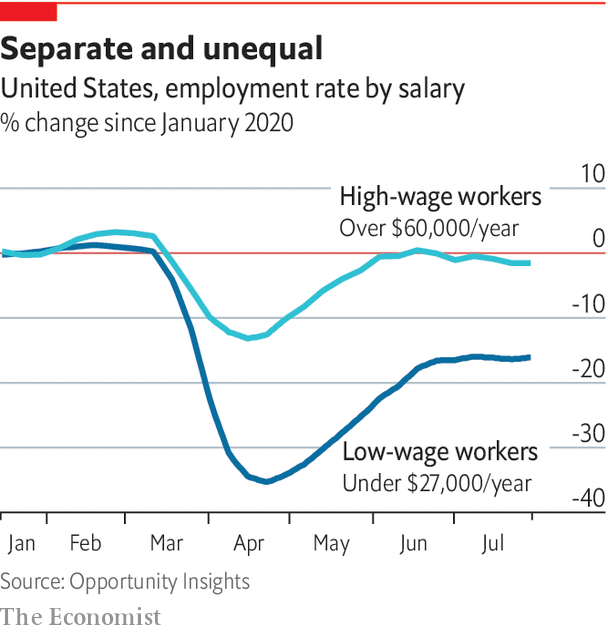 Separate and unequal
United States, employment rate by salary
% change since January 2020
10
High-wage workers
Over $60,000/year
0
-10
-20
-30
Low-wage workers
Under $27,000/year
-40
Jan Feb Mar Apr May Jun Jul
Source: Opportunity Insights
The Economist